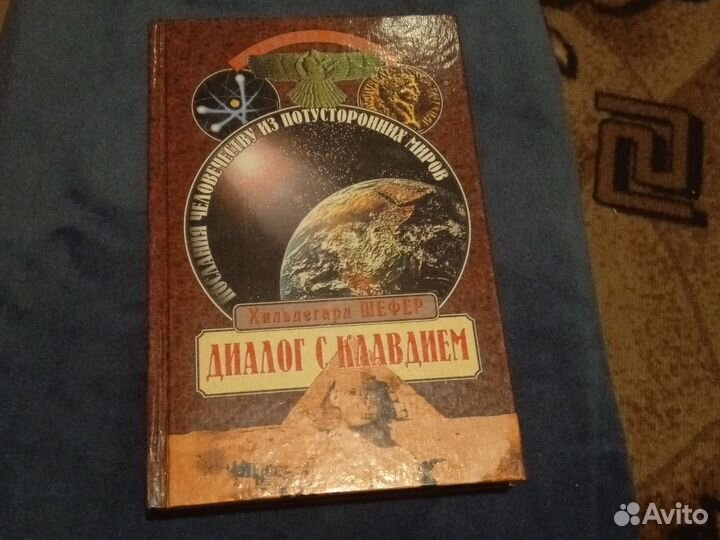 ПОСЛАНИЯ ЧЕЛОВЕЧЕСТВУ ИЗ ПОТУСТОРОННИХ МИРОВ
Хильдегард ШЕФЕР
ДИАЛОГ С КЛАВДИЕМ
Avito